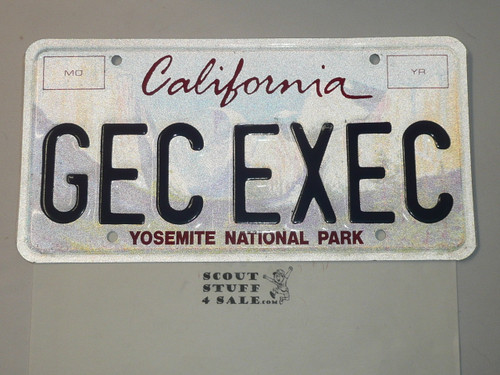 MO
California
YR
GEC EXEC
YOSEMITE NATIONAL PARK
SCOUT
STUFF
4 SALE.com